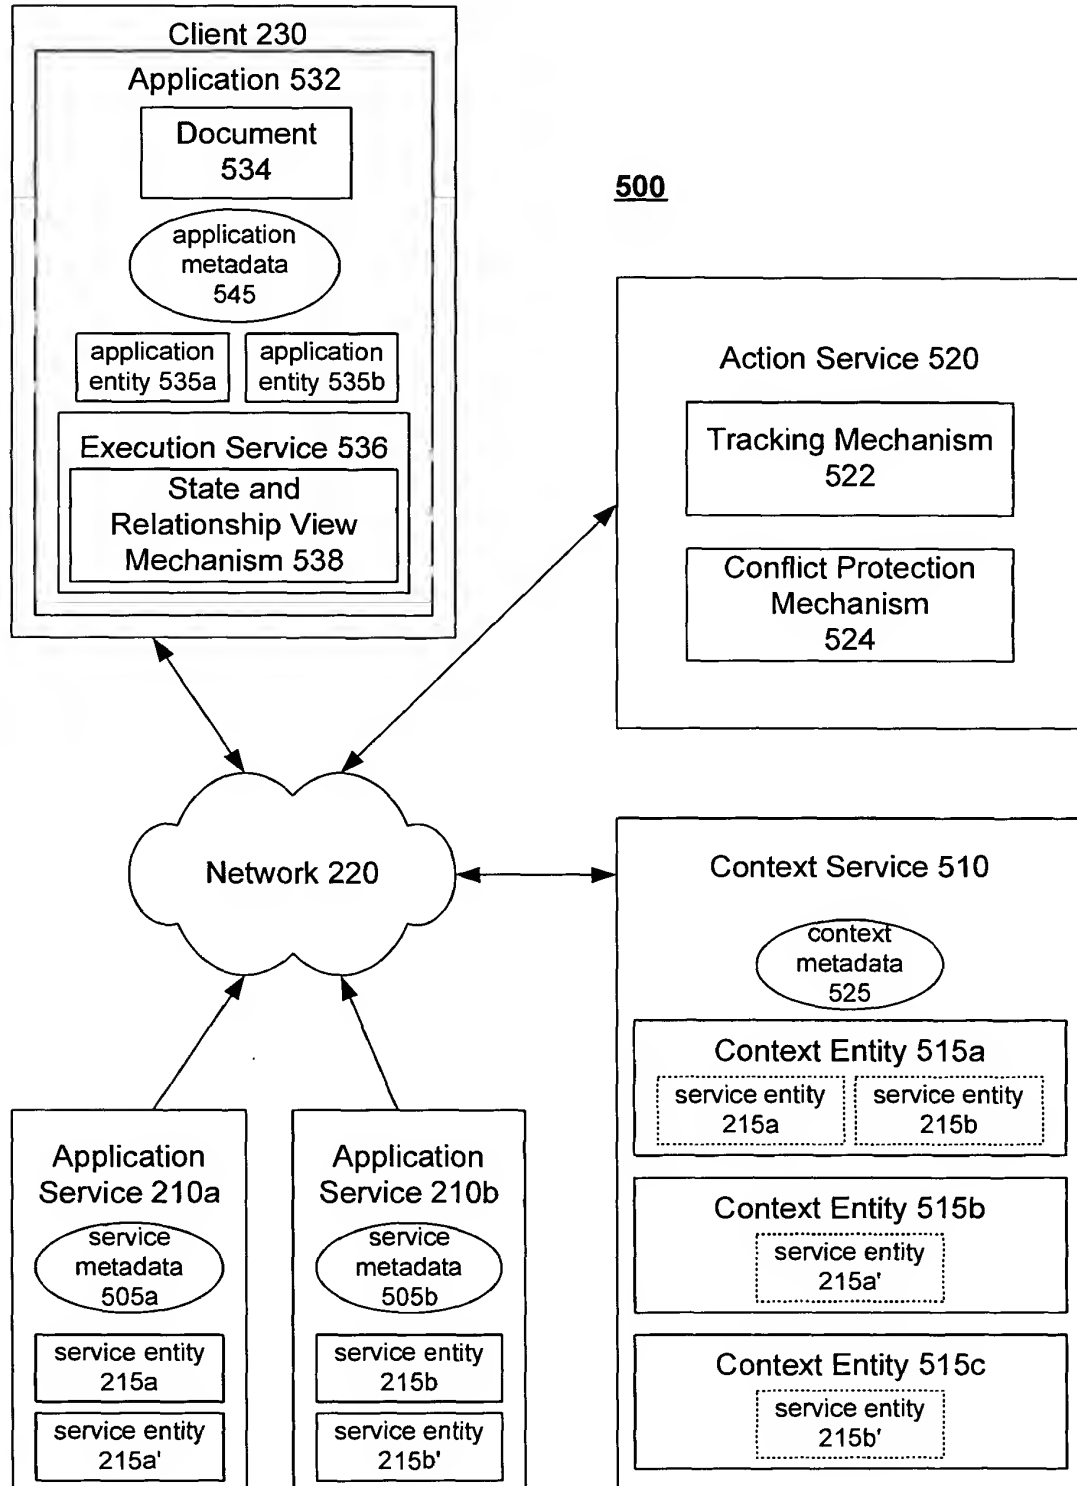 Client 230
Application 532
Document
534
application
metadata
545
application
entity 535a
application
entity 535b
Execution Service 536
State and
Relationship View
Mechanism 538
500
Action Service 520
Tracking Mechanism
522
Conflict Protection
Mechanism
524
Network 220
Context Service 510
context
metadata
525
Context Entity 515a
service entity
215a
service entity
215b
Context Entity 515b
service entity
215a'
Context Entity 515c
service entity
215b'
Application
Service 210a
service
metadata
505a
service entity
215a
service entity
215a'
Application
Service 210b
service
metadata
505b
service entity
215b
service entity
215b'